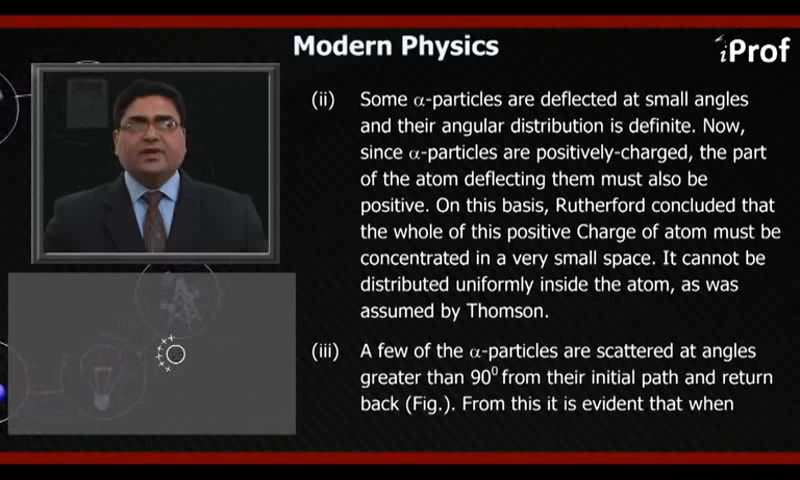 Modern Physics
iProf
(ii) Some α-particles are deflected at small angles
and their angular distribution is definite. Now,
since α-particles are positively-charged, the part
of the atom deflecting them must also be
positive. On this basis, Rutherford concluded that
the whole of this positive Charge of atom must be
concentrated in a very small space. It cannot be
distributed uniformly inside the atom, as was
assumed by Thomson.
(iii) A few of the α-particles are scattered at angles
greater than 90⁰ from their initial path and return
back (Fig.). From this it is evident that when